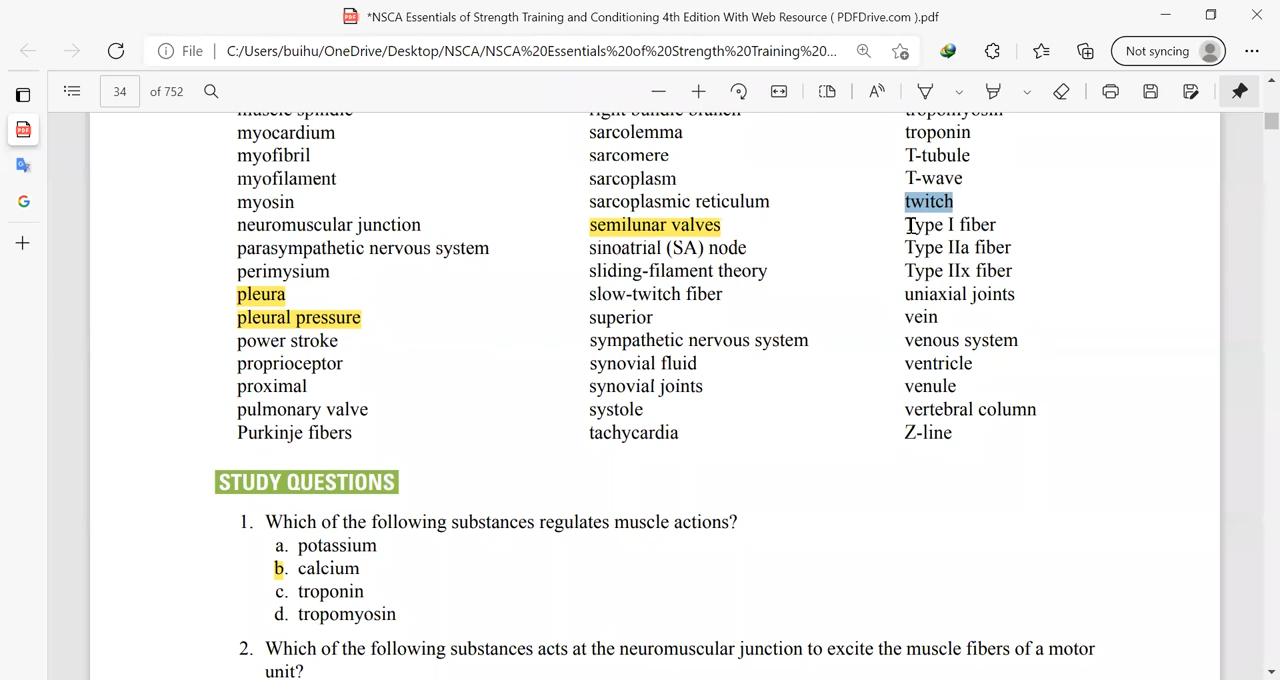 *NSCA Essentials of Strength Training and Conditioning 4th Edition With Web Resource ( PDFDrive.com ).pdf
File
C:/Users/buihu/OneDrive/Desktop/NSCA/NSCA%20Essentials%20of%20Strength%20Training%20...
Not syncing
34 of 752
muscle spindle
myocardium
myofibril
myofilament
myosin
neuromuscular junction
parasympathetic nervous system
perimysium
pleura
pleural pressure
power stroke
proprioceptor
proximal
pulmonary valve
Purkinje fibers
right bundle branch
sarcolemma
sarcomere
sarcoplasm
sarcoplasmic reticulum
semilunar valves
sinoatrial (SA) node
sliding-filament theory
slow-twitch fiber
superior
sympathetic nervous system
synovial fluid
synovial joints
systole
tachycardia
tropomyosin
troponin
T-tubule
T-wave
twitch
Type I fiber
Type IIa fiber
Type IIx fiber
uniaxial joints
vein
venous system
ventricle
venule
vertebral column
Z-line
STUDY QUESTIONS
1. Which of the following substances regulates muscle actions?
a. potassium
b. calcium
c. troponin
d. tropomyosin
2. Which of the following substances acts at the neuromuscular junction to excite the muscle fibers of a motor
unit?